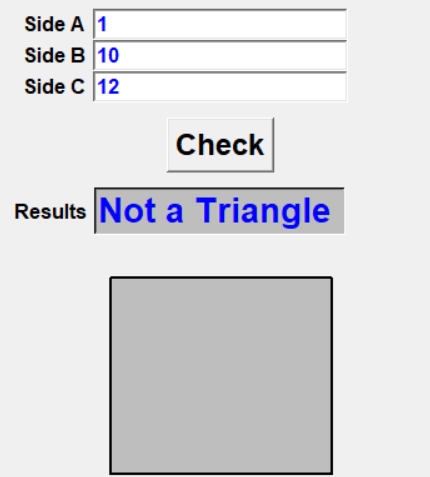 Side A 1
Side B 10
Side C 12
Check
Results Not a Triangle